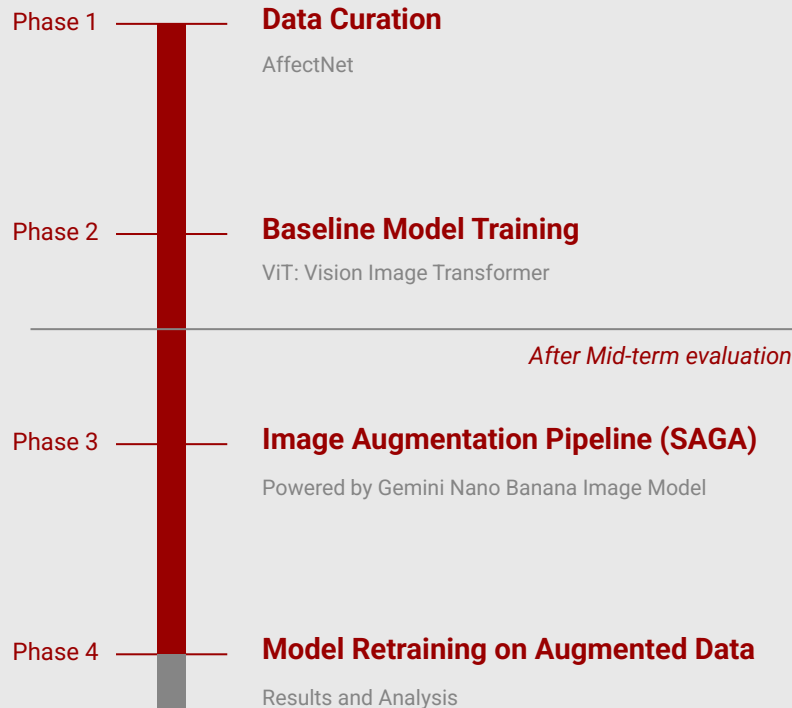 Phase 1
Data Curation
AffectNet
Phase 2
Baseline Model Training
ViT: Vision Image Transformer
After Mid-term evaluation
Phase 3
Image Augmentation Pipeline (SAGA)
Powered by Gemini Nano Banana Image Model
Phase 4
Model Retraining on Augmented Data
Results and Analysis